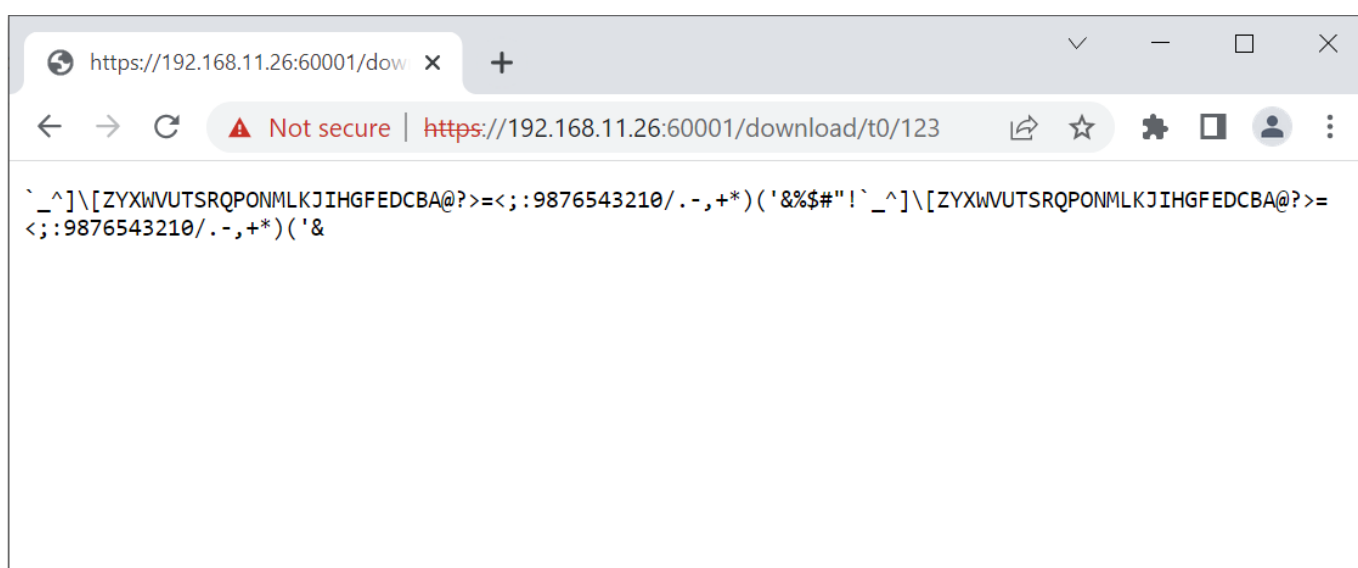 https://192.168.11.26:60001/dow
Not secure | https://192.168.11.26:60001/download/t0/123
`_^]\[ZYXWVUTSRQPONMLKJIHGFEDCBA@?>=<;:9876543210/.-,+*)('&%$#"!`_^]\[ZYXWVUTSRQPONMLKJIHGFEDCBA@?>=
<;:9876543210/.-,+*)('&